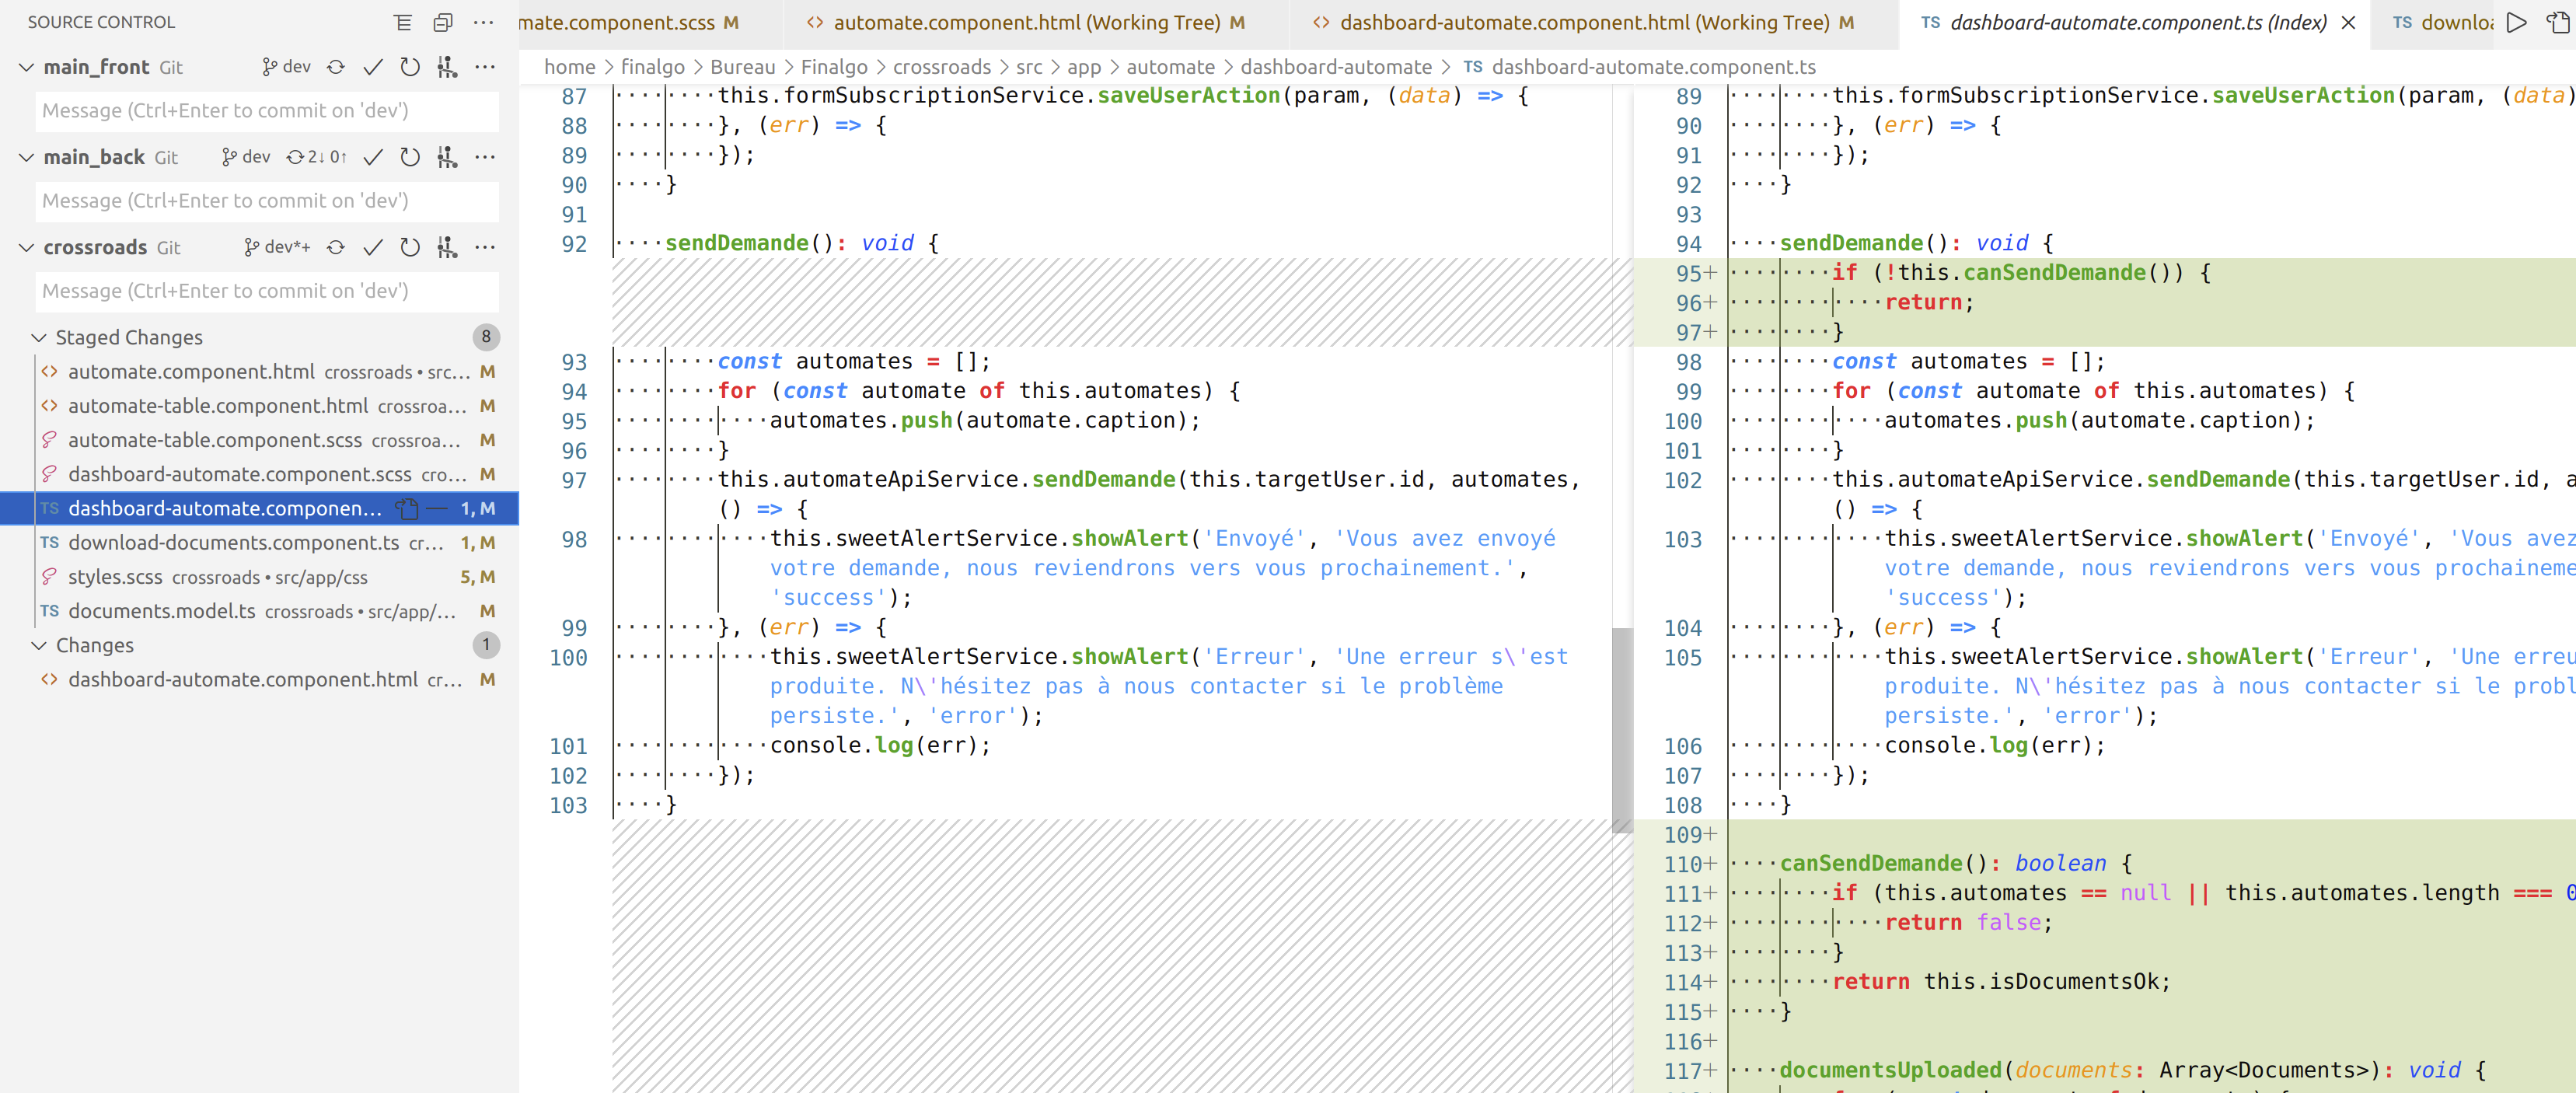 SOURCE CONTROL
main_front Git dev
Message (Ctrl+Enter to commit on 'dev')
main_back Git dev 2↓ 0↑
Message (Ctrl+Enter to commit on 'dev')
crossroads Git dev*+
Message (Ctrl+Enter to commit on 'dev')
Staged Changes 8
automate.component.html crossroads • src... M
automate-table.component.html crossroa... M
automate-table.component.scss crossroa... M
dashboard-automate.component.scss cro... M
TS dashboard-automate.componen... 1, M
TS download-documents.component.ts cr... 1, M
styles.scss crossroads • src/app/css 5, M
TS documents.model.ts crossroads • src/app/... M
Changes 1
dashboard-automate.component.html cr... M
mate.component.scss M
<> automate.component.html (Working Tree) M
<> dashboard-automate.component.html (Working Tree) M
TS dashboard-automate.component.ts (Index)
TS downloa
home > finalgo > Bureau > Finalgo > crossroads > src > app > automate > dashboard-automate > TS dashboard-automate.component.ts
87 this.formSubscriptionService.saveUserAction(param, (data) => {
88 }, (err) => {
89 });
90 }
91
92 sendDemande(): void {
93 const automates = [];
94 for (const automate of this.automates) {
95 automates.push(automate.caption);
96 }
97 this.automateApiService.sendDemande(this.targetUser.id, automates,
() => {
98 this.sweetAlertService.showAlert('Envoyé', 'Vous avez envoyé
votre demande, nous reviendrons vers vous prochainement.',
'success');
99 }, (err) => {
100 this.sweetAlertService.showAlert('Erreur', 'Une erreur s\'est
produite. N\'hésitez pas à nous contacter si le problème
persiste.', 'error');
101 console.log(err);
102 });
103 }
89 this.formSubscriptionService.saveUserAction(param, (data)
90 }, (err) => {
91 });
92 }
93
94 sendDemande(): void {
95+ if (!this.canSendDemande()) {
96+ return;
97+ }
98 const automates = [];
99 for (const automate of this.automates) {
100 automates.push(automate.caption);
101 }
102 this.automateApiService.sendDemande(this.targetUser.id, a
() => {
103 this.sweetAlertService.showAlert('Envoyé', 'Vous avez
votre demande, nous reviendrons vers vous prochaineme
'success');
104 }, (err) => {
105 this.sweetAlertService.showAlert('Erreur', 'Une erreu
produite. N\'hésitez pas à nous contacter si le probl
persiste.', 'error');
106 console.log(err);
107 });
108 }
109+
110+ canSendDemande(): boolean {
111+ if (this.automates == null || this.automates.length === 0
112+ return false;
113+ }
114+ return this.isDocumentsOk;
115+ }
116+
117+ documentsUploaded(documents: Array<Documents>): void {